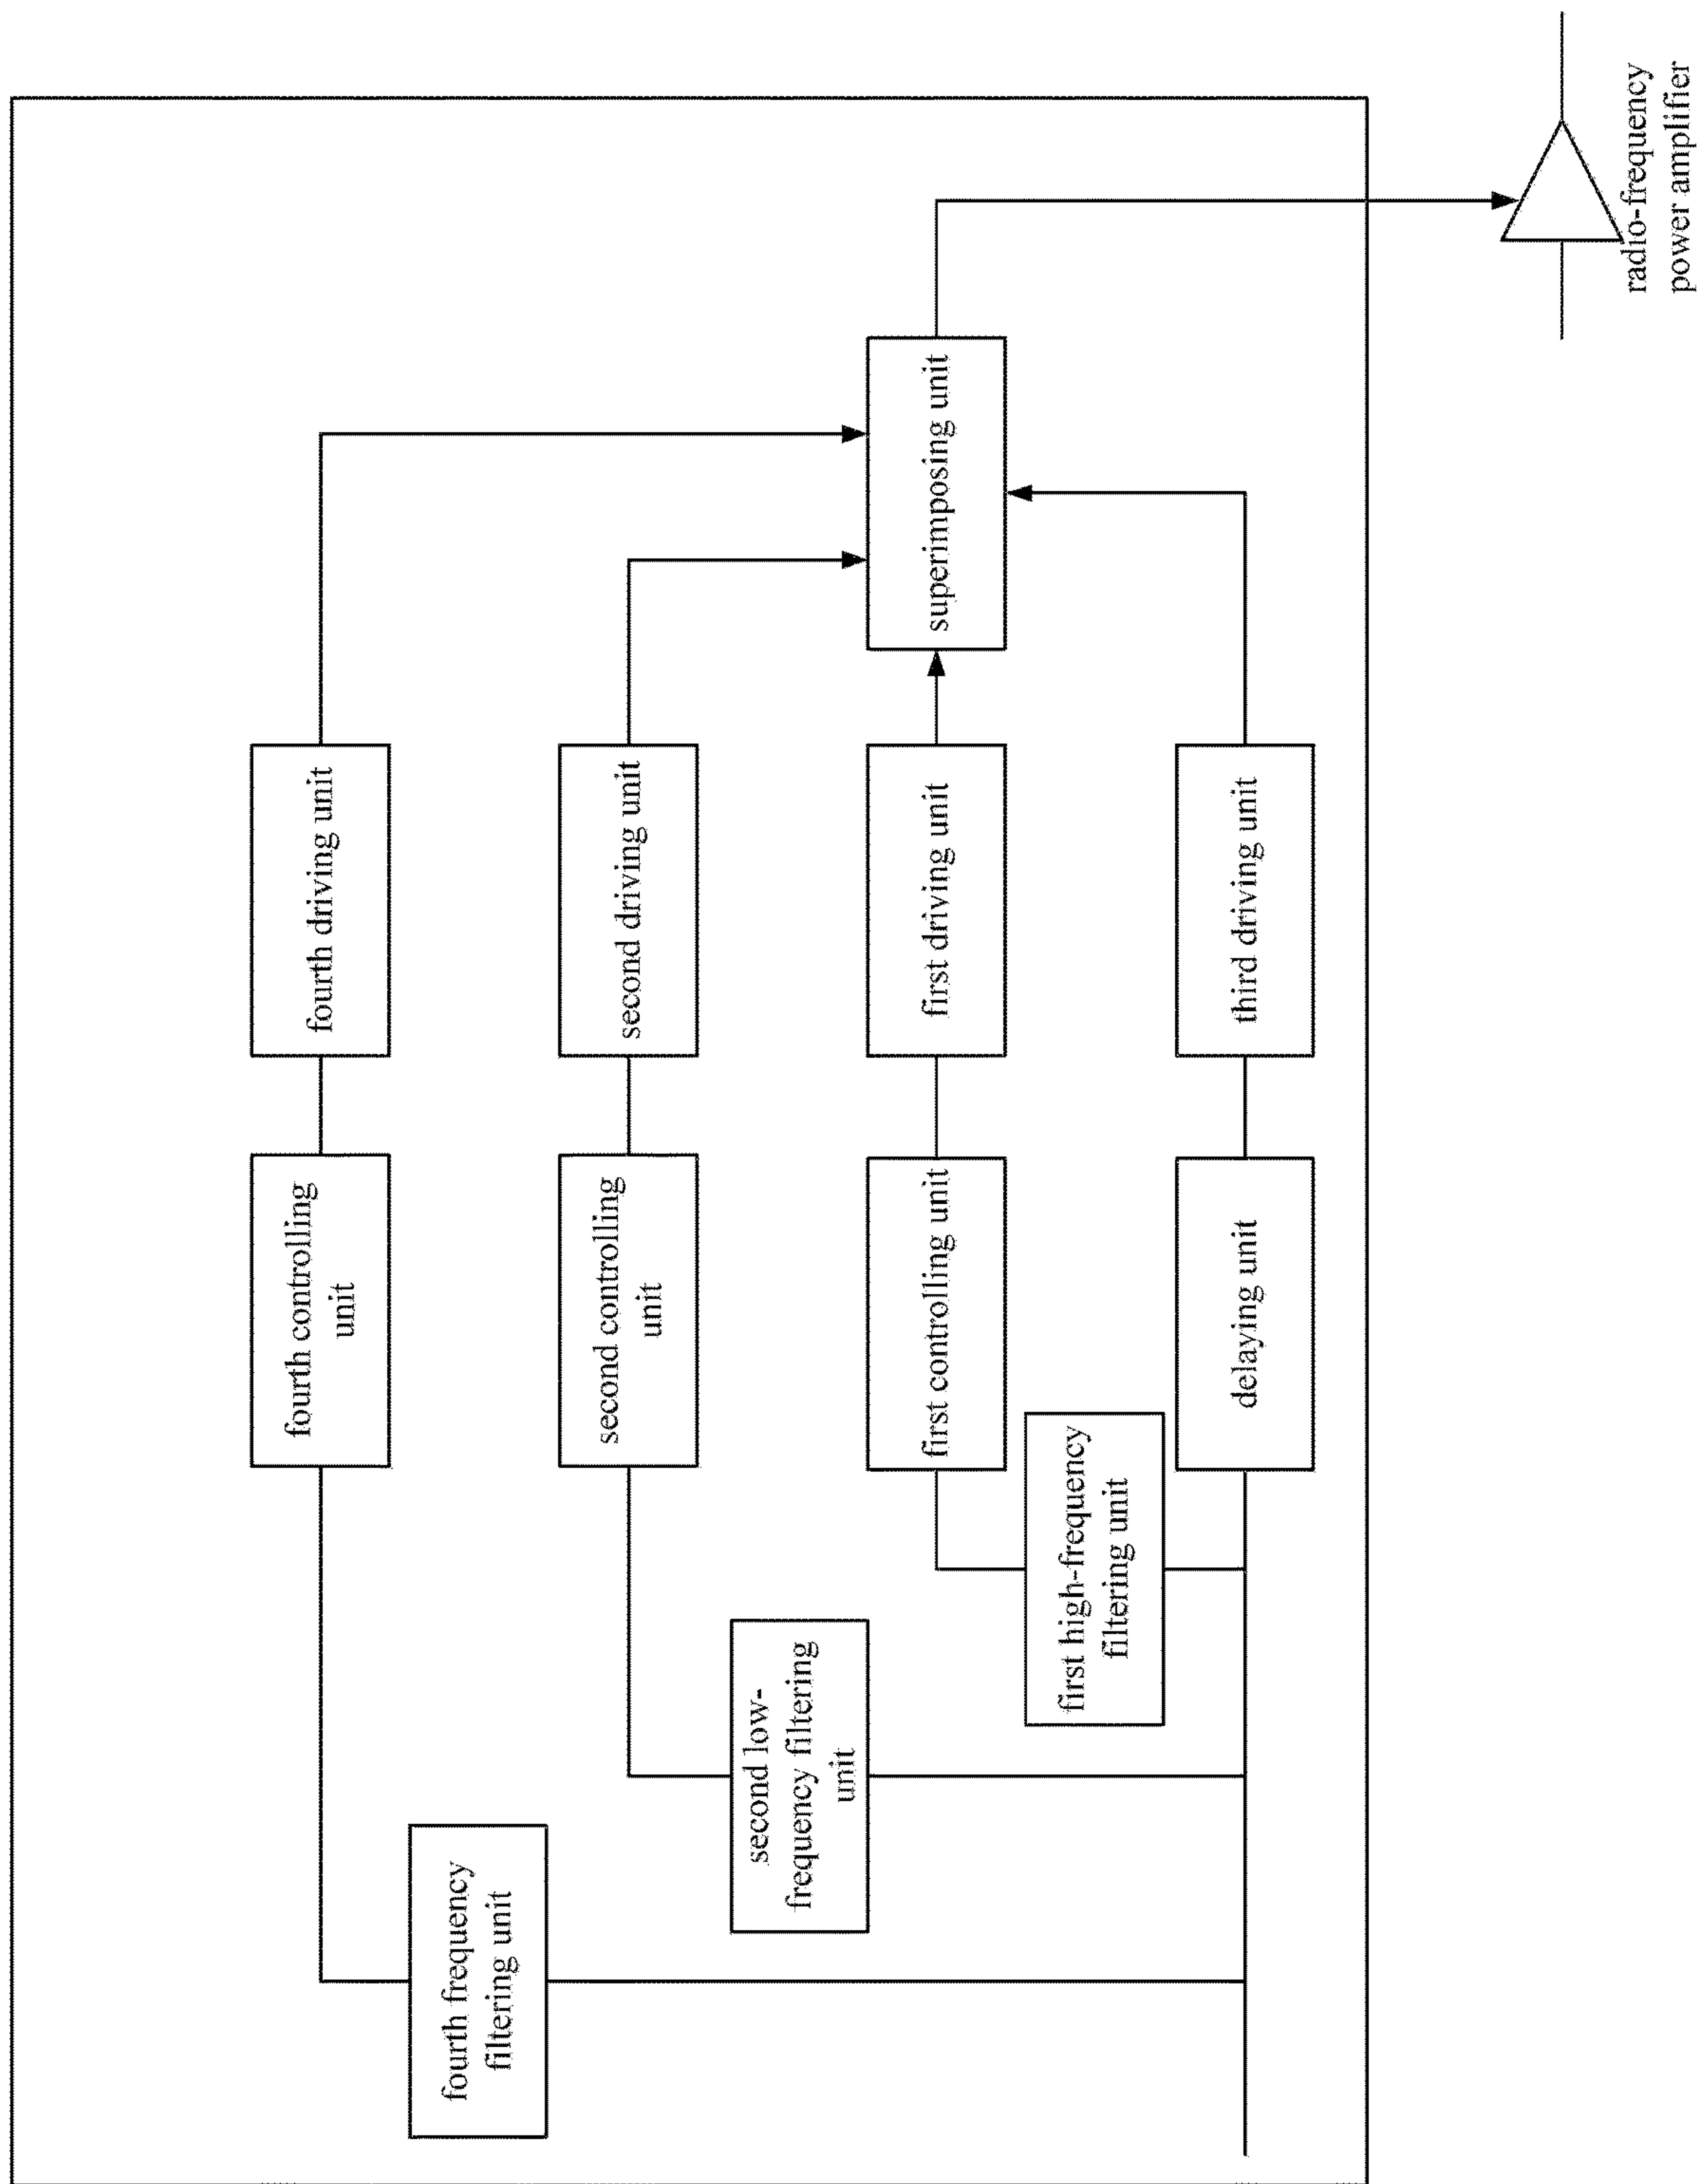 fourth frequency
filtering unit
fourth controlling
unit
fourth driving unit
second low-
frequency filtering
unit
second controlling
unit
second driving unit
first high-frequency
filtering unit
first controlling unit
first driving unit
superimposing unit
delaying unit
third driving unit
radio-frequency
power amplifier